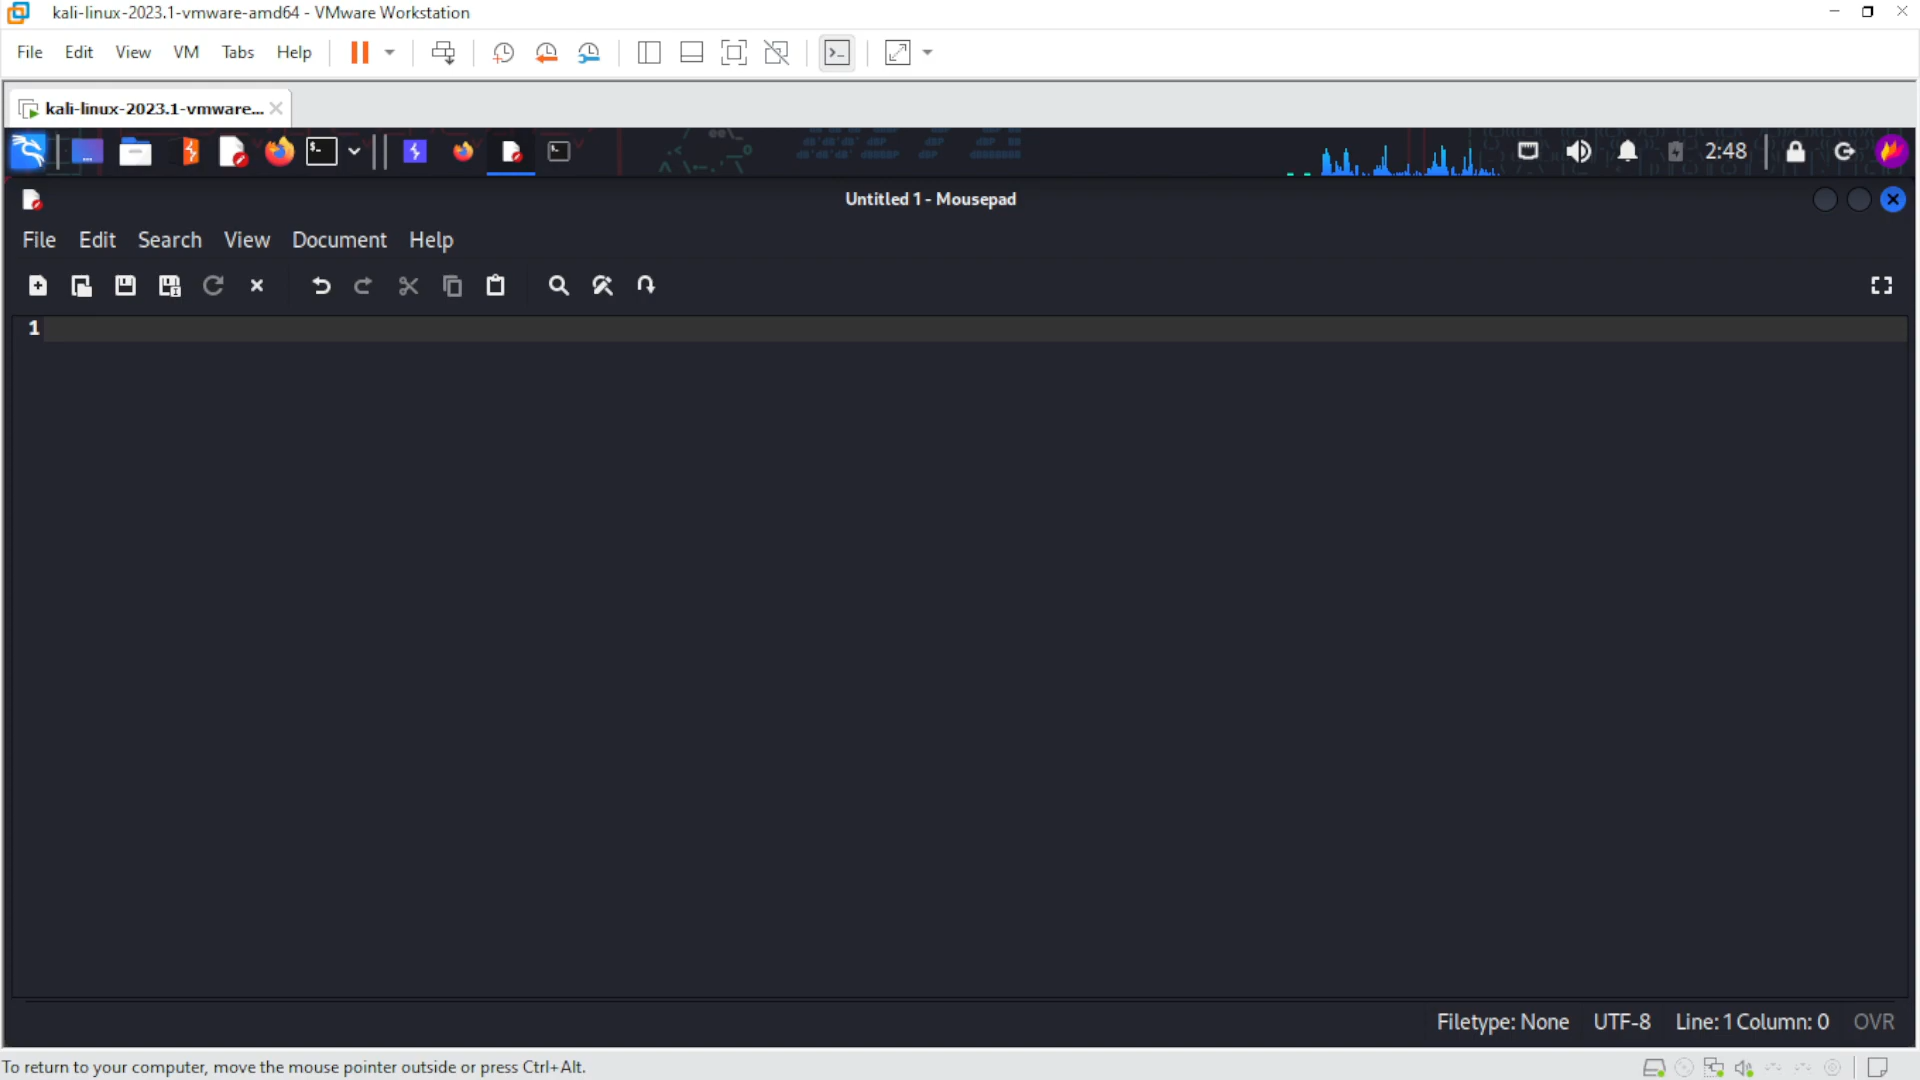 kali-linux-2023.1-vmware-amd64 - VMware Workstation
File Edit View VM Tabs Help
kali-linux-2023.1-vmware...
2:48
Untitled 1 - Mousepad
File Edit Search View Document Help
1
Filetype: None UTF-8 Line: 1 Column: 0 OVR
To return to your computer, move the mouse pointer outside or press Ctrl+Alt.